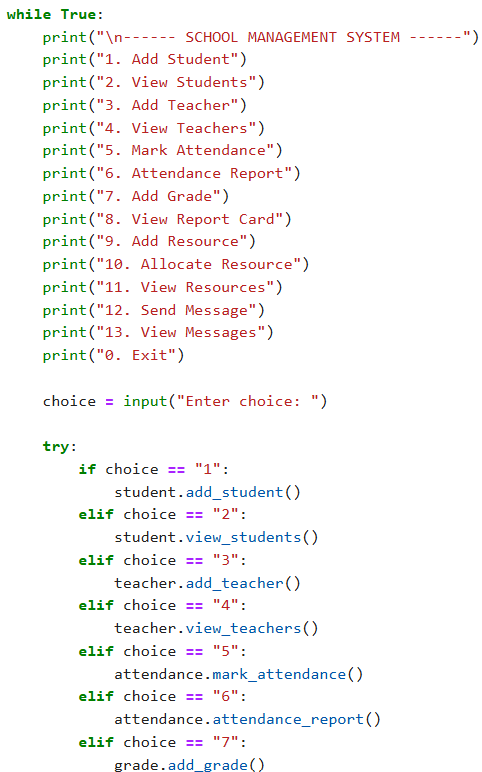 while True:
    print("\n------ SCHOOL MANAGEMENT SYSTEM ------")
    print("1. Add Student")
    print("2. View Students")
    print("3. Add Teacher")
    print("4. View Teachers")
    print("5. Mark Attendance")
    print("6. Attendance Report")
    print("7. Add Grade")
    print("8. View Report Card")
    print("9. Add Resource")
    print("10. Allocate Resource")
    print("11. View Resources")
    print("12. Send Message")
    print("13. View Messages")
    print("0. Exit")

    choice = input("Enter choice: ")

    try:
        if choice == "1":
            student.add_student()
        elif choice == "2":
            student.view_students()
        elif choice == "3":
            teacher.add_teacher()
        elif choice == "4":
            teacher.view_teachers()
        elif choice == "5":
            attendance.mark_attendance()
        elif choice == "6":
            attendance.attendance_report()
        elif choice == "7":
            grade.add_grade()